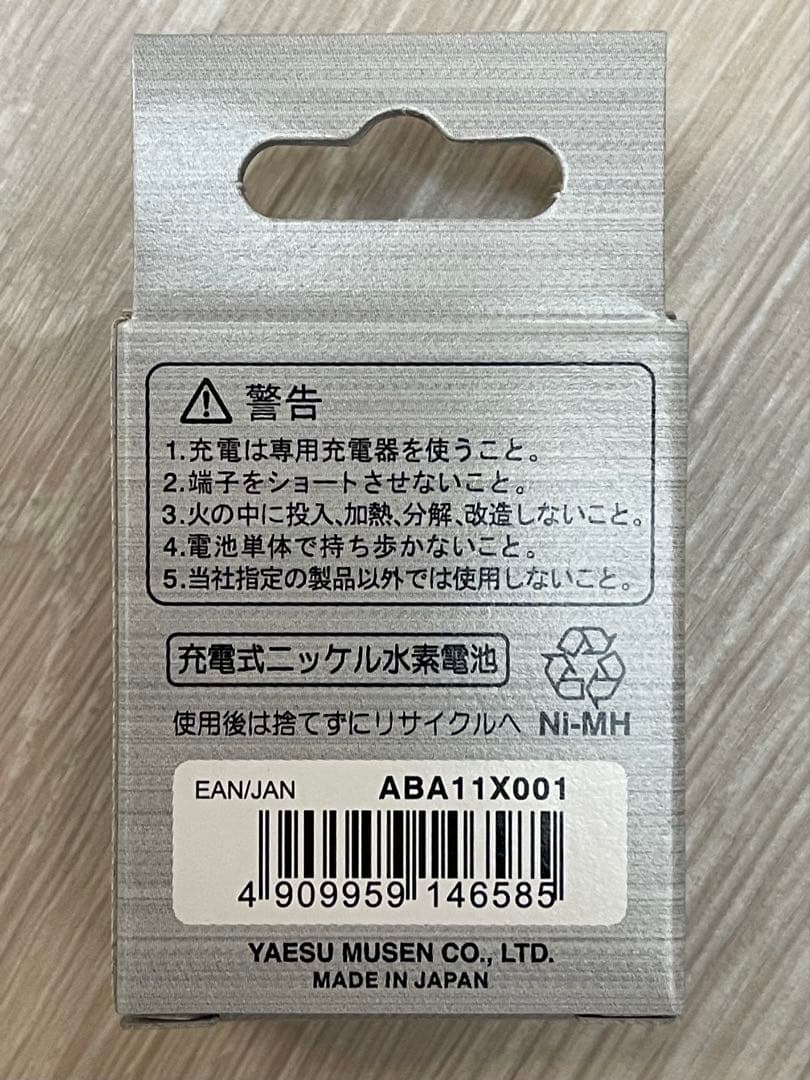 警告
1.充電は専用充電器を使うこと。
2.端子をショートさせないこと。
3.火の中に投入、加熱、分解、改造しないこと。
4.電池単体で持ち歩かないこと。
5.当社指定の製品以外では使用しないこと。
充電式ニッケル水素電池
使用後は捨てずにリサイクルへ Ni-MH
EAN/JAN ABA11X001
4 909959 146585
YAESU MUSEN CO., LTD.
MADE IN JAPAN